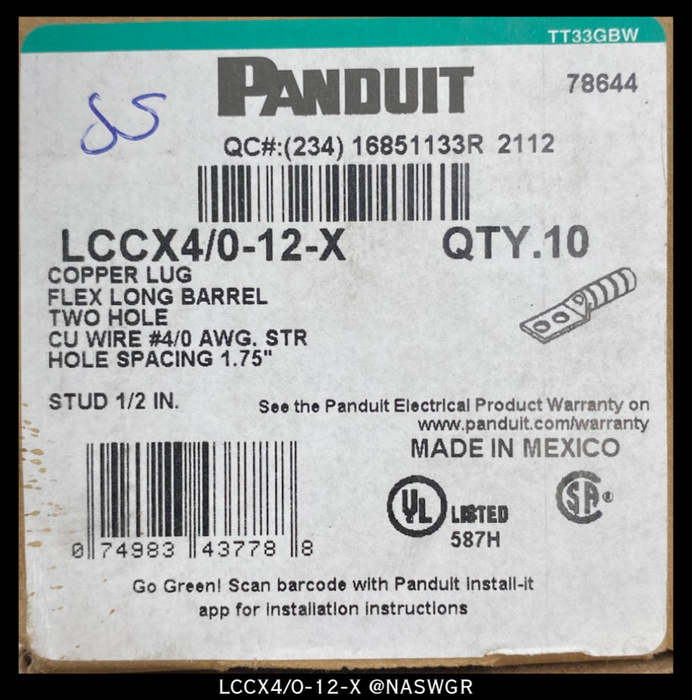 TT33GBW
PANDUIT
78644
SS
QC#:(234) 16851133R 2112
LCCX4/0-12-X QTY.10
COPPER LUG
FLEX LONG BARREL
TWO HOLE
CU WIRE #4/0 AWG. STR
HOLE SPACING 1.75"
STUD 1/2 IN.
See the Panduit Electrical Product Warranty on
www.panduit.com/warranty
MADE IN MEXICO
UL LISTED
587H
SA ®
0 74983 43778 8
Go Green! Scan barcode with Panduit install-it
app for installation instructions
LCCX4/0-12-X @NASWGR